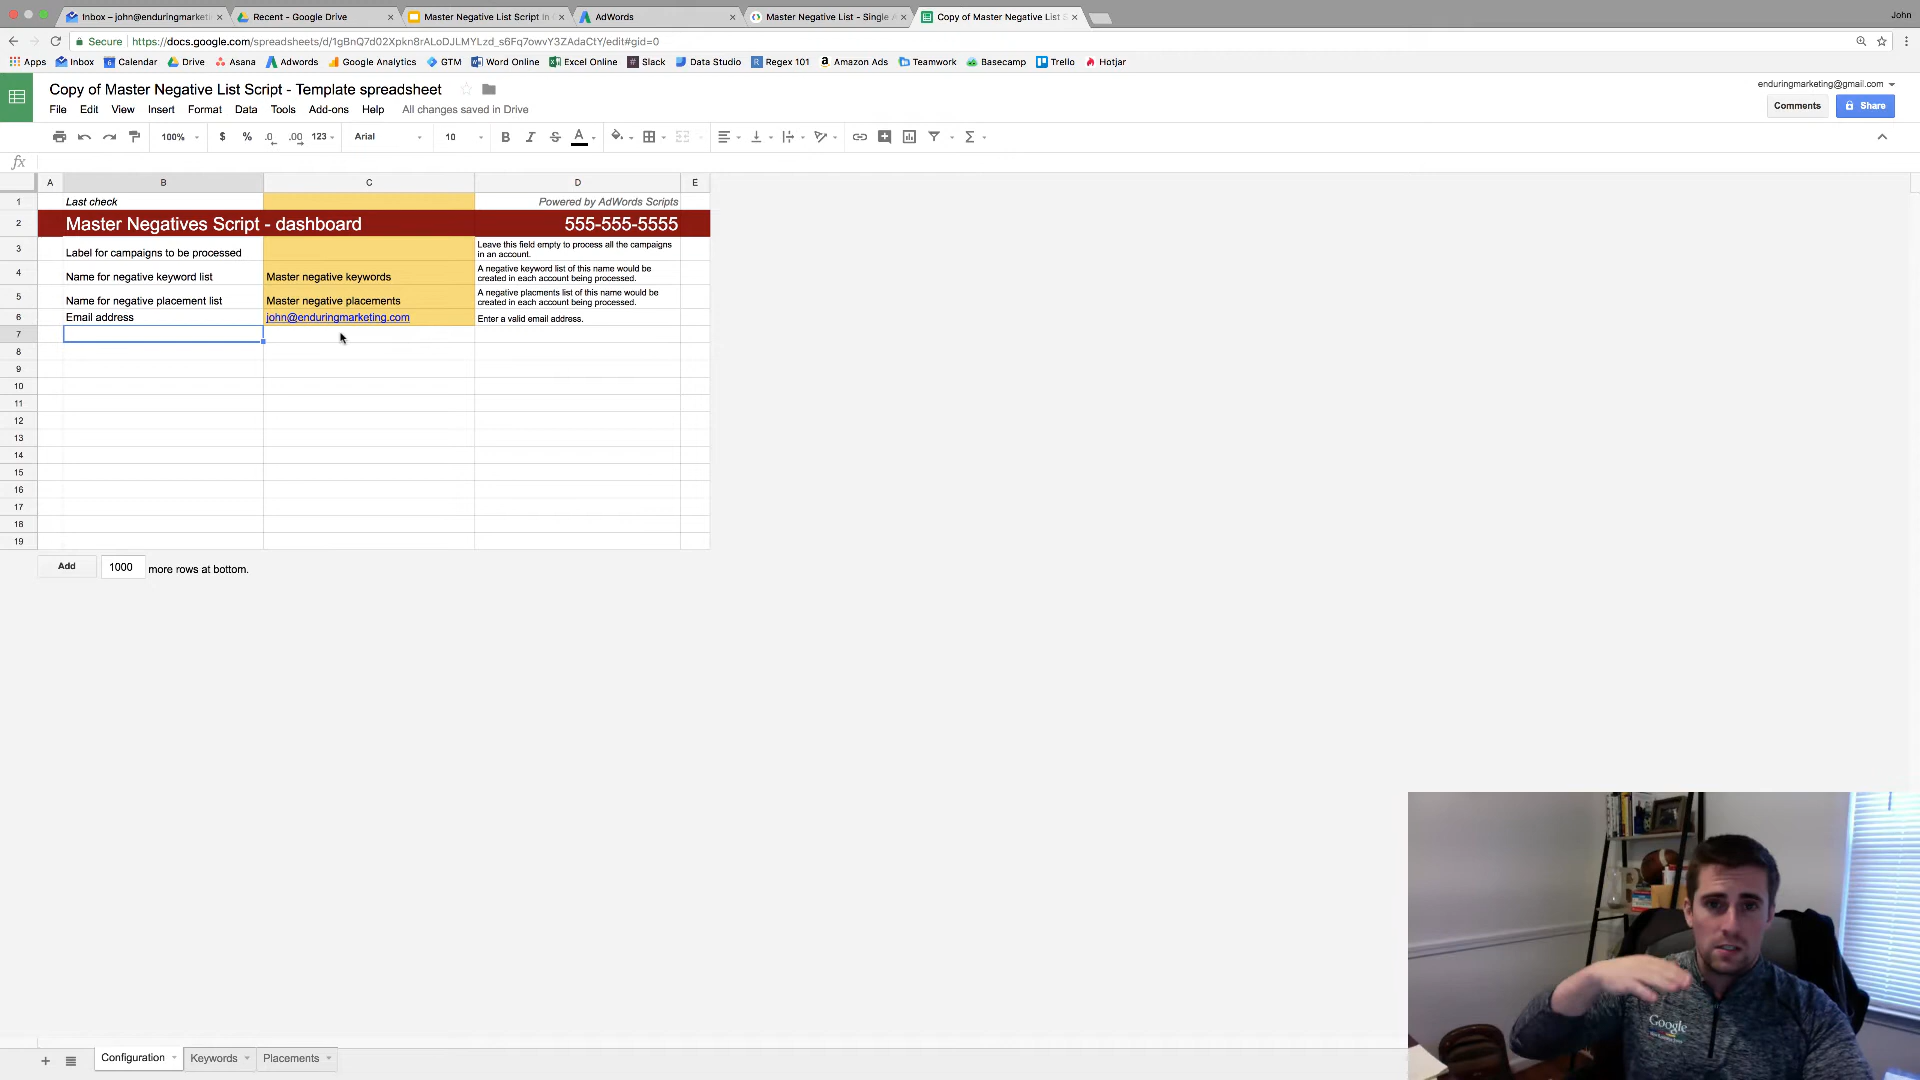 Inbox – john@enduringmarketi
Recent - Google Drive
Master Negative List Script In
AdWords
Master Negative List - Single
Copy of Master Negative List
John
Secure
https://docs.google.com/spreadsheets/d/1gBnQ7d02Xpkn8rALoDJLMYLzd_s6Fq7owvY3ZAdaCtY/edit#gid=0
Apps
Inbox
Calendar
Drive
Asana
Adwords
Google Analytics
GTM
Word Online
Excel Online
Slack
Data Studio
Regex 101
Amazon Ads
Teamwork
Basecamp
Trello
Hotjar
Copy of Master Negative List Script - Template spreadsheet
enduringmarketing@gmail.com
File Edit View Insert Format Data Tools Add-ons Help All changes saved in Drive
Comments
Share
100% $ % .0 .00 123 Arial 10 B I S A
fx
A B C D E
1 Last check Powered by AdWords Scripts
2 Master Negatives Script - dashboard 555-555-5555
3 Label for campaigns to be processed
Leave this field empty to process all the campaigns
in an account.
4 Name for negative keyword list Master negative keywords
A negative keyword list of this name would be
created in each account being processed.
5 Name for negative placement list Master negative placements
A negative placments list of this name would be
created in each account being processed.
6 Email address john@enduringmarketing.com Enter a valid email address.
7
8
9
10
11
12
13
14
15
16
17
18
19
Add 1000 more rows at bottom.
Google
Configuration
Keywords
Placements